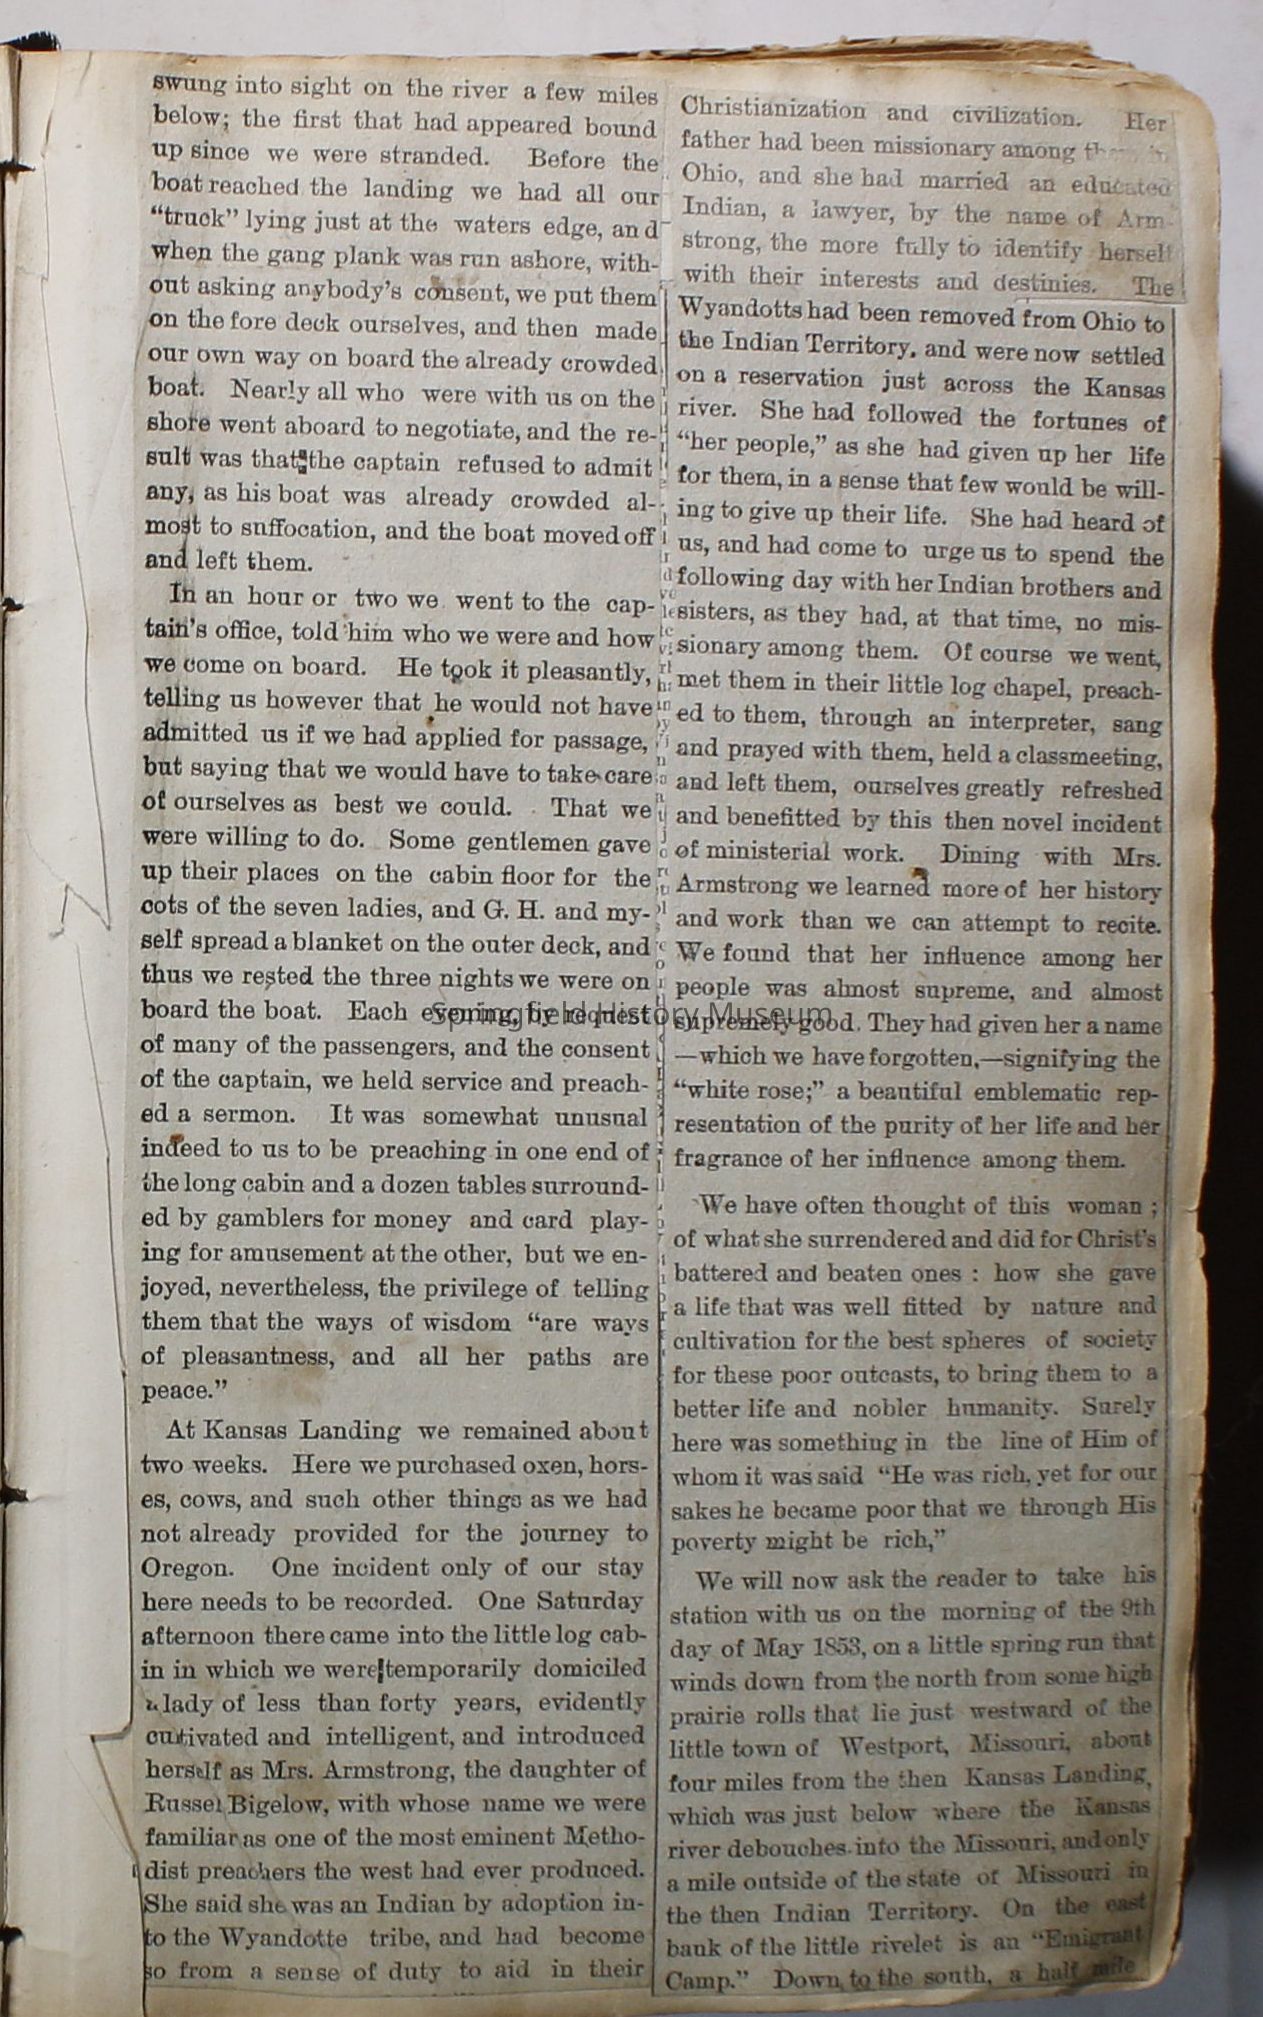 swung into sight on the river a few miles
below; the first that had appeared bound
up since we were stranded. Before the
boat reached the landing we had all our
“truck” lying just at the waters edge, and
when the gang plank was run ashore, with-
out asking anybody's consent, we put them
on the fore deck ourselves, and then made
our own way on board the already crowded
boat. Nearly all who were with us on the
shore went aboard to negotiate, and the re-
sult was that the captain refused to admit
any, as his boat was already crowded al-
most to suffocation, and the boat moved off
and left them.
In an hour or two we went to the cap-
tain's office, told him who we were and how
we come on board. He took it pleasantly,
telling us however that he would not have
admitted us if we had applied for passage,
but saying that we would have to take care
of ourselves as best we could. That we
were willing to do. Some gentlemen gave
up their places on the cabin floor for the
cots of the seven ladies, and G. H. and my-
self spread a blanket on the outer deck, and
thus we rested the three nights we were on
board the boat. Each evening, by request
of many of the passengers, and the consent
of the captain, we held service and preach-
ed a sermon. It was somewhat unusual
indeed to us to be preaching in one end of
the long cabin and a dozen tables surround-
ed by gamblers for money and card play-
ing for amusement at the other, but we en-
joyed, nevertheless, the privilege of telling
them that the ways of wisdom “are ways
of pleasantness, and all her paths are
peace.”
At Kansas Landing we remained about
two weeks. Here we purchased oxen, hors-
es, cows, and such other things as we had
not already provided for the journey to
Oregon. One incident only of our stay
here needs to be recorded. One Saturday
afternoon there came into the little log cab-
in in which we were temporarily domiciled
a lady of less than forty years, evidently
cultivated and intelligent, and introduced
herself as Mrs. Armstrong, the daughter of
Russel Bigelow, with whose name we were
familiar as one of the most eminent Metho-
dist preachers the west had ever produced.
She said she was an Indian by adoption in-
to the Wyandotte tribe, and had become
so from a sense of duty to aid in their
Christianization and civilization. Her
father had been missionary among them in
Ohio, and she had married an educated
Indian, a lawyer, by the name of Arm-
strong, the more fully to identify herself
with their interests and destinies. The
Wyandotts had been removed from Ohio to
the Indian Territory, and were now settled
on a reservation just across the Kansas
river. She had followed the fortunes of
“her people,” as she had given up her life
for them, in a sense that few would be will-
ing to give up their life. She had heard of
us, and had come to urge us to spend the
following day with her Indian brothers and
sisters, as they had, at that time, no mis-
sionary among them. Of course we went,
met them in their little log chapel, preach-
ed to them, through an interpreter, sang
and prayed with them, held a classmeeting,
and left them, ourselves greatly refreshed
and benefitted by this then novel incident
of ministerial work. Dining with Mrs.
Armstrong we learned more of her history
and work than we can attempt to recite.
We found that her influence among her
people was almost supreme, and almost
supremely good. They had given her a name
—which we have forgotten,—signifying the
“white rose;” a beautiful emblematic rep-
resentation of the purity of her life and her
fragrance of her influence among them.
We have often thought of this woman;
of what she surrendered and did for Christ's
battered and beaten ones: how she gave
a life that was well fitted by nature and
cultivation for the best spheres of society
for these poor outcasts, to bring them to a
better life and nobler humanity. Surely
here was something in the line of Him of
whom it was said “He was rich, yet for our
sakes he became poor that we through His
poverty might be rich,”
We will now ask the reader to take his
station with us on the morning of the 9th
day of May 1853, on a little spring run that
winds down from the north from some high
prairie rolls that lie just westward of the
little town of Westport, Missouri, about
four miles from the then Kansas Landing,
which was just below where the Kansas
river debouches into the Missouri, and only
a mile outside of the state of Missouri in
the then Indian Territory. On the east
bank of the little rivelet is an “Emigrant
Camp.” Down to the south, a half mile
Springfield History Museum